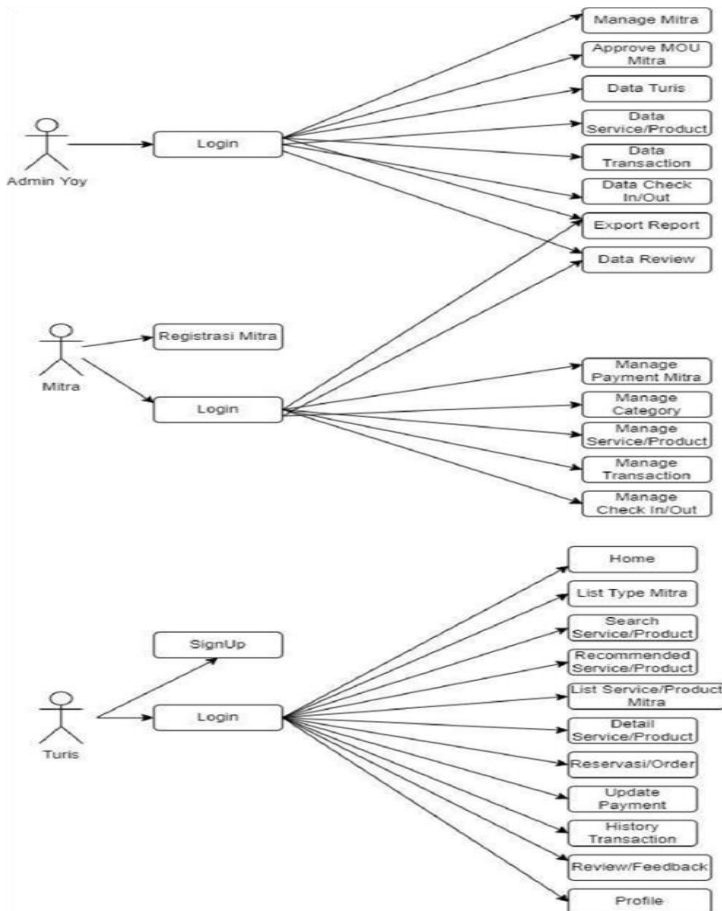 Manage Mitra
Approve MOU
Mitra
Data Turis
Data
Service/Product
Login
Data
Transaction
Admin Yoy
Data Check
In/Out
Export Report
Data Review
Registrasi Mitra
Mitra
Manage
Payment Mitra
Login
Manage
Category
Manage
Service/Product
Manage
Transaction
Manage
Check In/Out
Home
List Type Mitra
SignUp
Search
Service/Product
Recommended
Service/Product
List Service/Product
Mitra
Login
Turis
Detail
Service/Product
Reservasi/Order
Update
Payment
History
Transaction
Review/Feedback
Profile